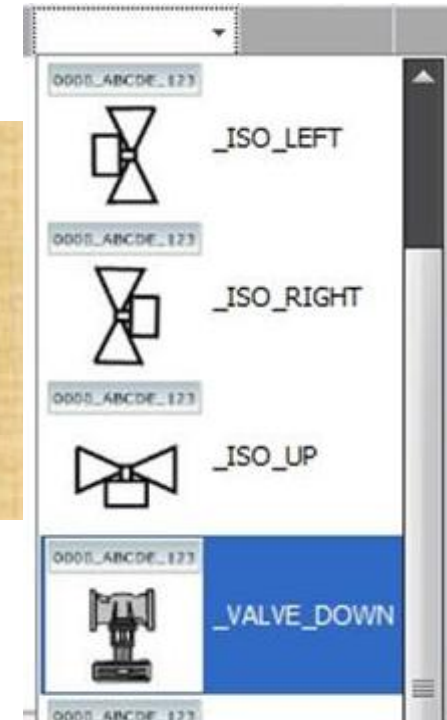 0000_ABCDE_123
_ISO_LEFT
0000_ABCDE_123
_ISO_RIGHT
0000_ABCDE_123
_ISO_UP
0000_ABCDE_123
_VALVE_DOWN
0000_ABCDE_123